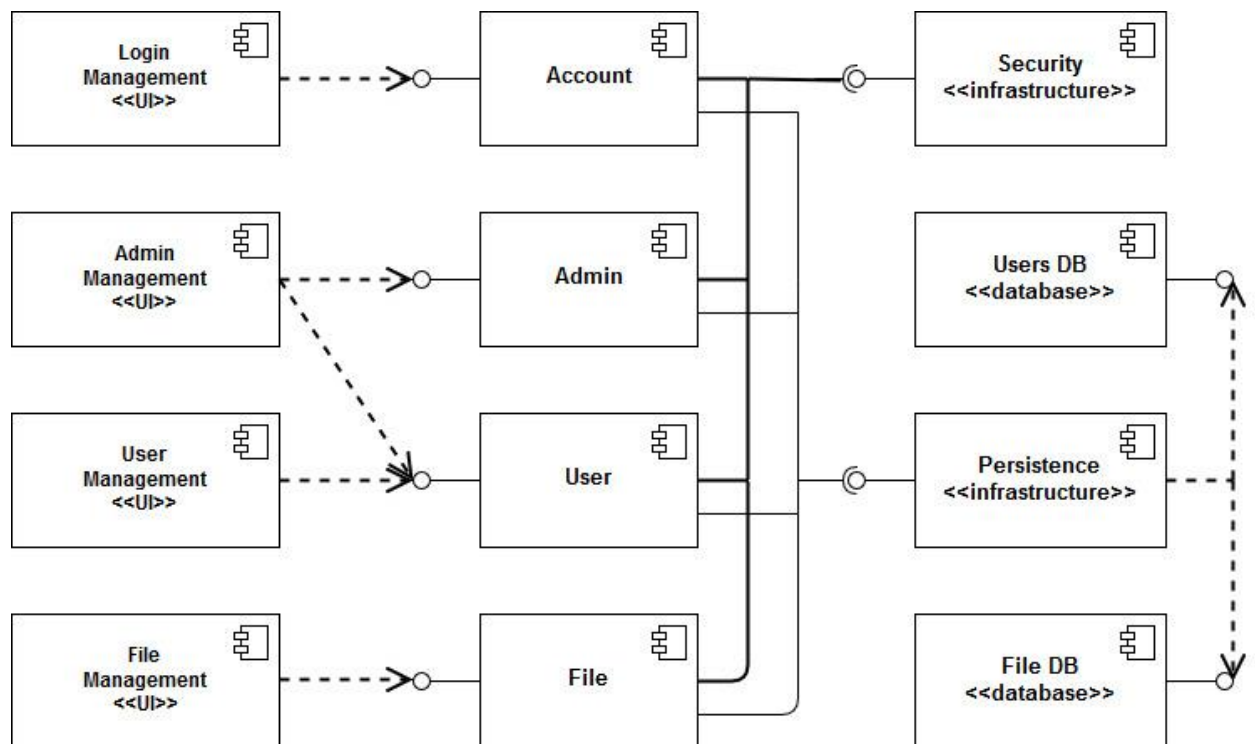 Login
Management
<<UI>>
Account
Security
<<infrastructure>>
Admin
Management
<<UI>>
Admin
Users DB
<<database>>
User
Management
<<UI>>
User
Persistence
<<infrastructure>>
File
Management
<<UI>>
File
File DB
<<database>>